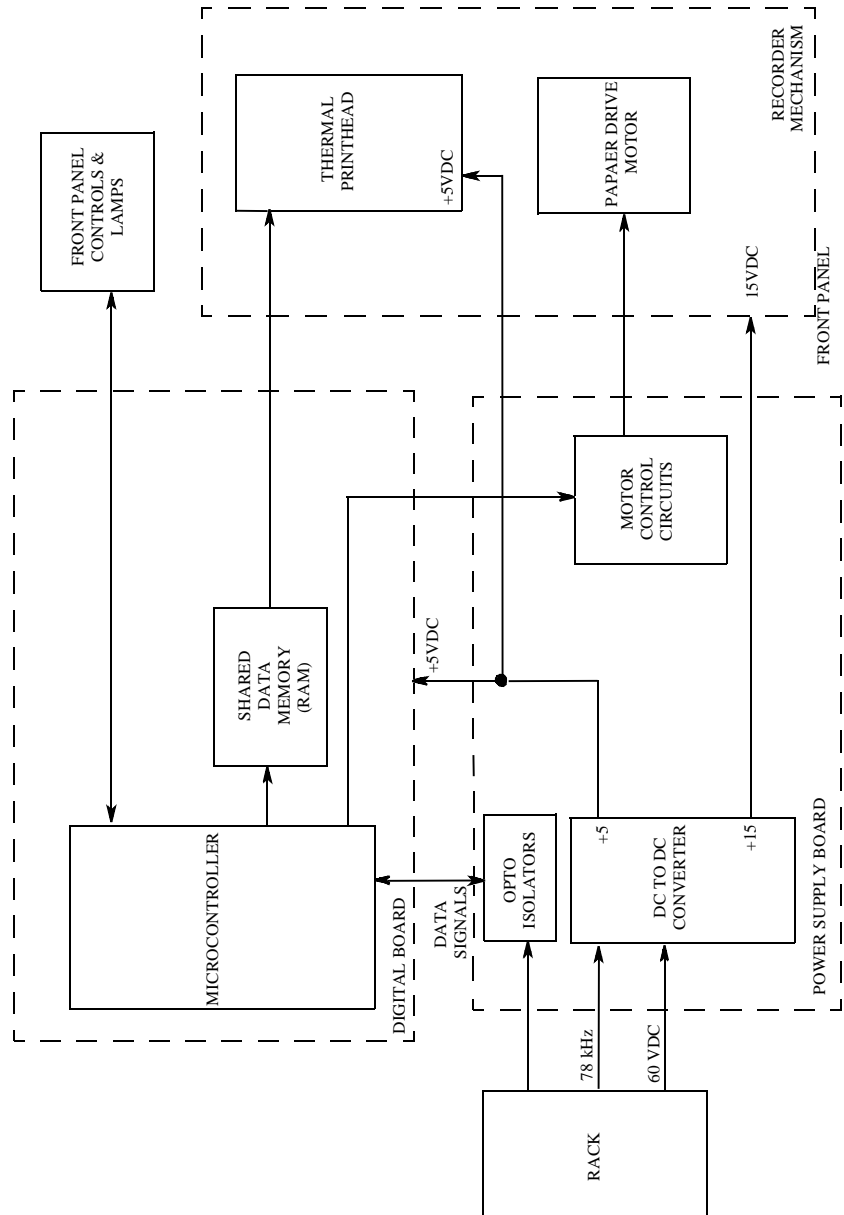 FRONT PANEL
CONTROLS &
LAMPS
THERMAL
PRINTHEAD
+5VDC
PAPAER DRIVE
MOTOR
RECORDER
MECHANISM
15VDC
FRONT PANEL
MICROCONTROLLER
SHARED
DATA
MEMORY
(RAM)
+5VDC
DIGITAL BOARD
DATA
SIGNALS
OPTO
ISOLATORS
MOTOR
CONTROL
CIRCUITS
+5
DC TO DC
CONVERTER
+15
POWER SUPPLY BOARD
78 kHz
60 VDC
RACK